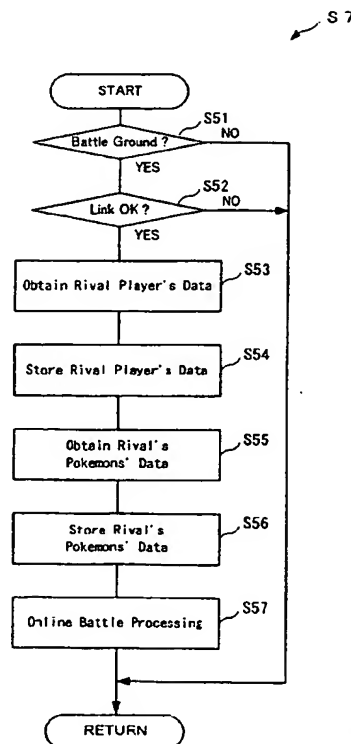 S 7
START
S51
Battle Ground ?
NO
YES
S52
Link OK ?
NO
YES
S53
Obtain Rival Player's Data
S54
Store Rival Player's Data
S55
Obtain Rival's
Pokemons' Data
S56
Store Rival's
Pokemons' Data
S57
Online Battle Processing
RETURN